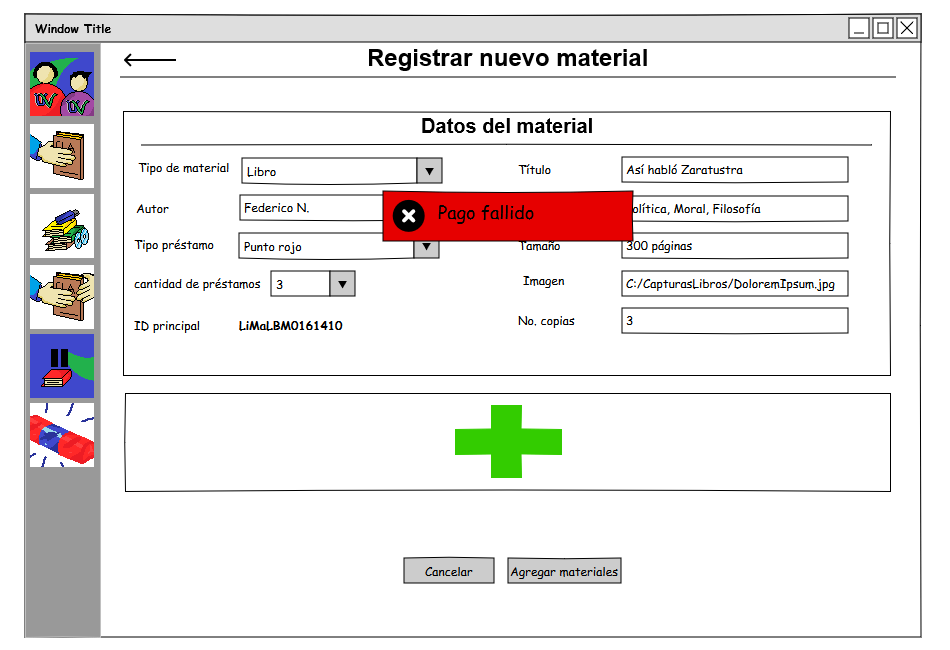 Window Title
Registrar nuevo material
Datos del material
Tipo de material
Libro
Título
Así habló Zaratustra
Autor
Federico N.
Pago fallido
olítica, Moral, Filosofía
Tipo préstamo
Punto rojo
Tamaño
300 páginas
cantidad de préstamos
3
Imagen
C:/CapturasLibros/DoloremIpsum.jpg
ID principal
LiMaLBM0161410
No. copias
3
Cancelar
Agregar materiales